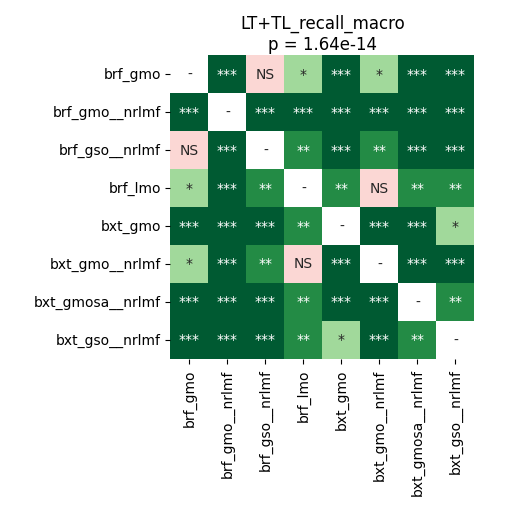 LT+TL_recall_macro
p = 1.64e-14
brf_gmo - *** NS * *** * *** ***
brf_gmo__nrlmf *** - *** *** *** *** *** ***
brf_gso__nrlmf NS *** - ** *** ** *** ***
brf_lmo * *** ** - ** NS ** **
bxt_gmo *** *** *** ** - *** *** *
bxt_gmo__nrlmf * *** ** NS *** - *** ***
bxt_gmosa__nrlmf *** *** *** ** *** *** - **
bxt_gso__nrlmf *** *** *** ** * *** ** -
brf_gmo
brf_gmo__nrlmf
brf_gso__nrlmf
brf_lmo
bxt_gmo
bxt_gmo__nrlmf
bxt_gmosa__nrlmf
bxt_gso__nrlmf